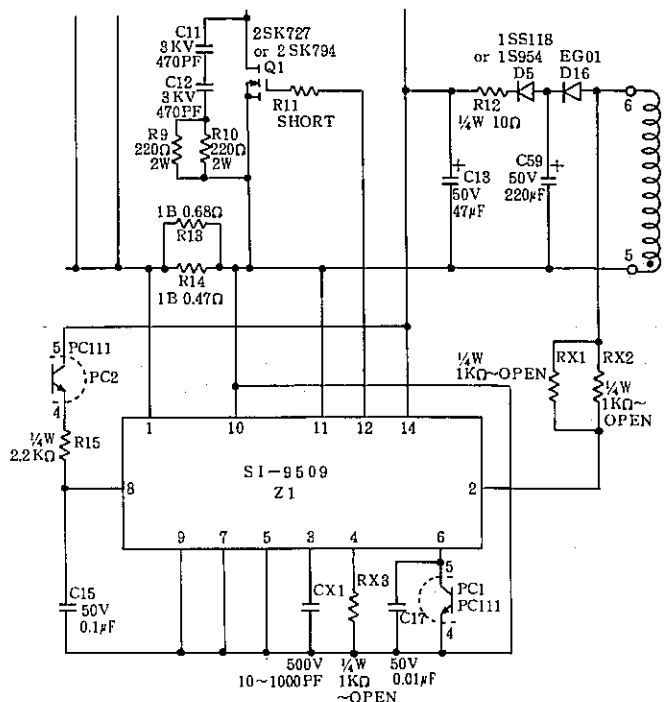 C11
3KV
470PF
C12
3KV
470PF
2SK727
or 2SK794
Q1
R11
SHORT
R9
220Ω
2W
R10
220Ω
2W
1SS118
or 1S954
D5
EG01
D16
R12
¼W 10Ω
6
C13
50V
47μF
C59
50V
220μF
5
1B 0.68Ω
R13
R14
1B 0.47Ω
5 PC111
PC2
4
¼W
2.2KΩ
R15
¼W
1KΩ~OPEN
RX1
RX2
¼W
1KΩ~
OPEN
1
10
11
12
14
SI-9509
Z1
8
2
9
7
5
3
4
6
C15
50V
0.1μF
CX1
500V
10~1000PF
RX3
¼W
1KΩ
~OPEN
C17
50V
0.01μF
5
PC1
PC111
4